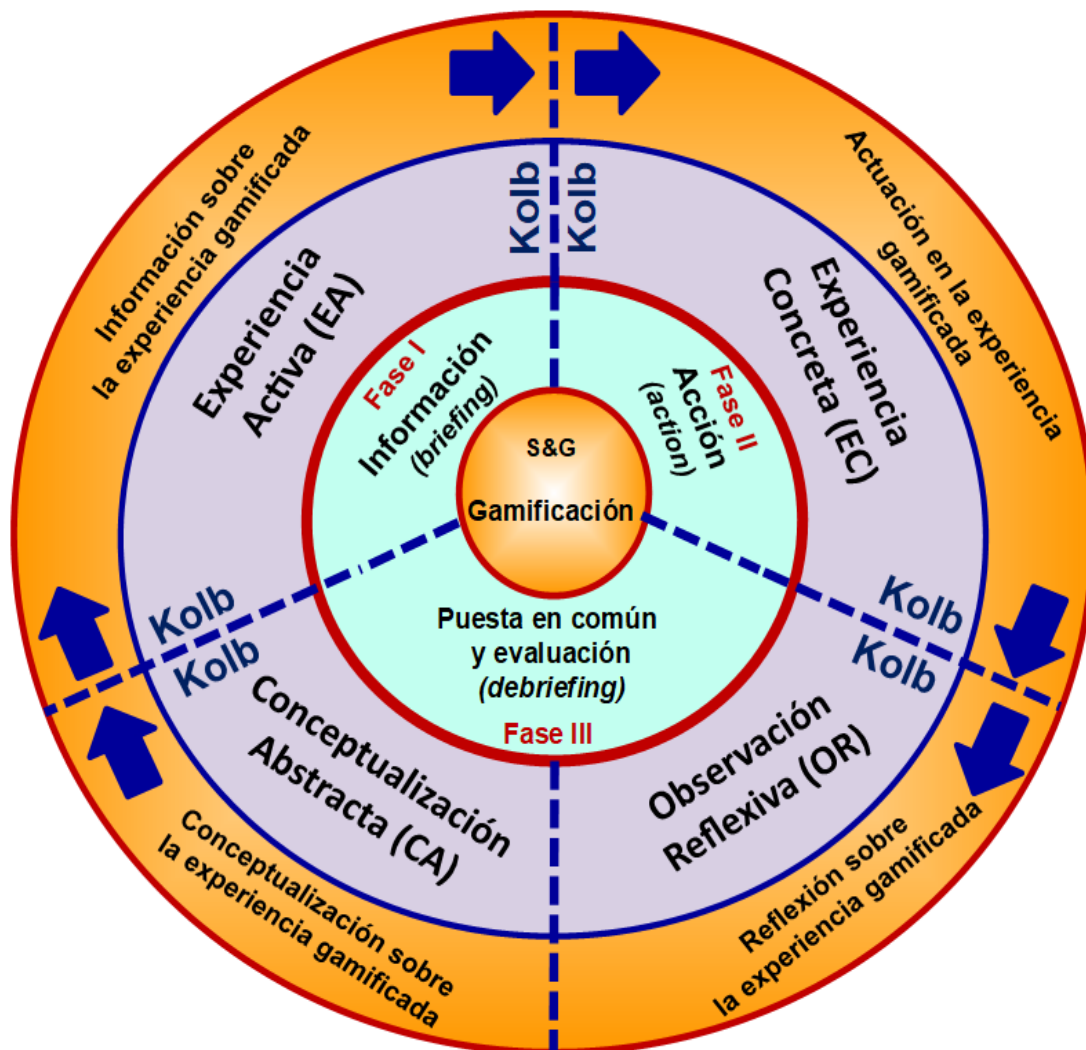 Información sobre
la experiencia gamificada
Actuación en la experiencia
gamificada
Kolb
Kolb
Experiencia
Activa (EA)
Experiencia
Concreta (EC)
Fase I
Información
(briefing)
Fase II
Acción
(action)
S&G
Gamificación
Puesta en común
y evaluación
(debriefing)
Fase III
Kolb
Kolb
Kolb
Kolb
Conceptualización
Abstracta (CA)
Observación
Reflexiva (OR)
Conceptualización sobre
la experiencia gamificada
Reflexión sobre
la experiencia gamificada